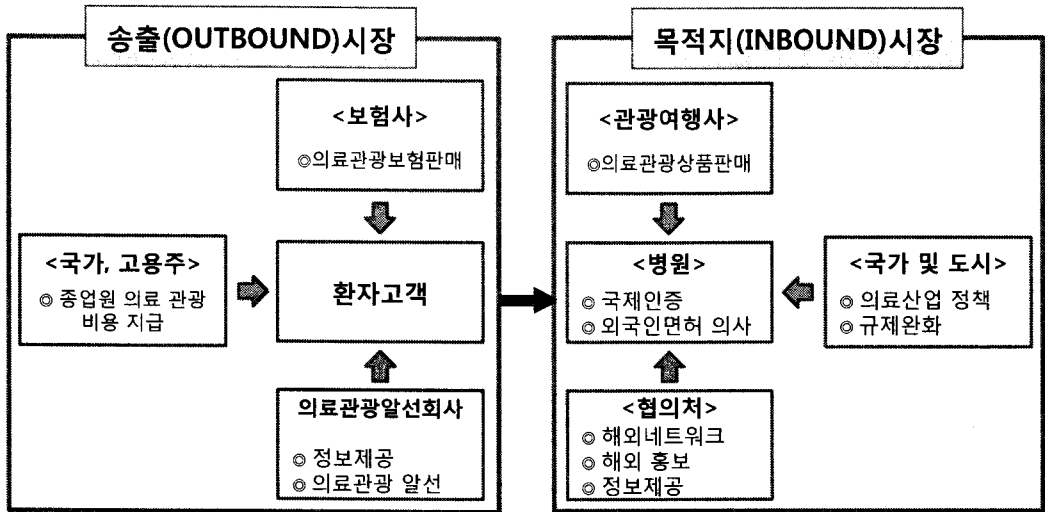 송출(OUTBOUND)시장
<보험사>
◎의료관광보험판매
<국가, 고용주>
◎ 종업원 의료 관광
비용 지급
환자고객
의료관광알선회사
◎ 정보제공
◎ 의료관광 알선
목적지(INBOUND)시장
<관광여행사>
◎의료관광상품판매
<병원>
◎ 국제인증
◎ 외국인면허 의사
<국가 및 도시>
◎ 의료산업 정책
◎ 규제완화
<협의처>
◎ 해외네트워크
◎ 해외 홍보
◎ 정보제공